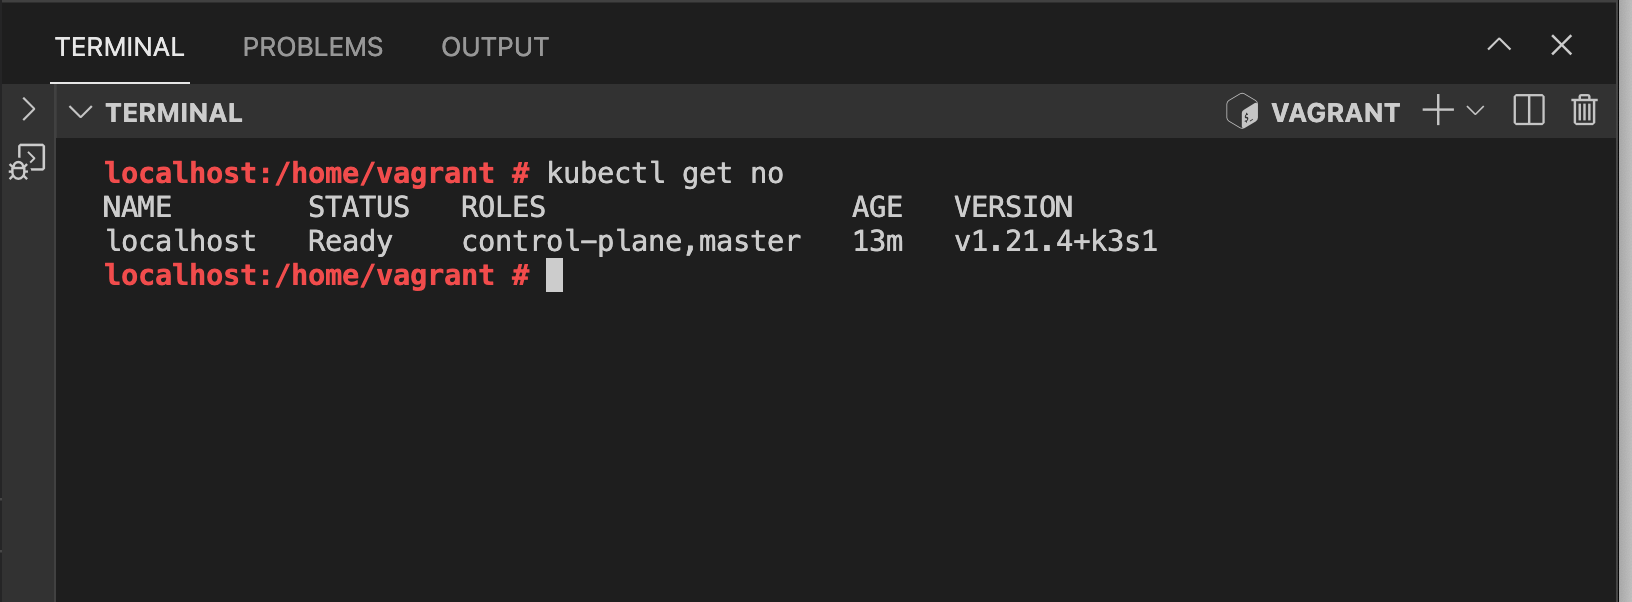 TERMINAL PROBLEMS OUTPUT
TERMINAL VAGRANT
localhost:/home/vagrant # kubectl get no
NAME STATUS ROLES AGE VERSION
localhost Ready control-plane,master 13m v1.21.4+k3s1
localhost:/home/vagrant #